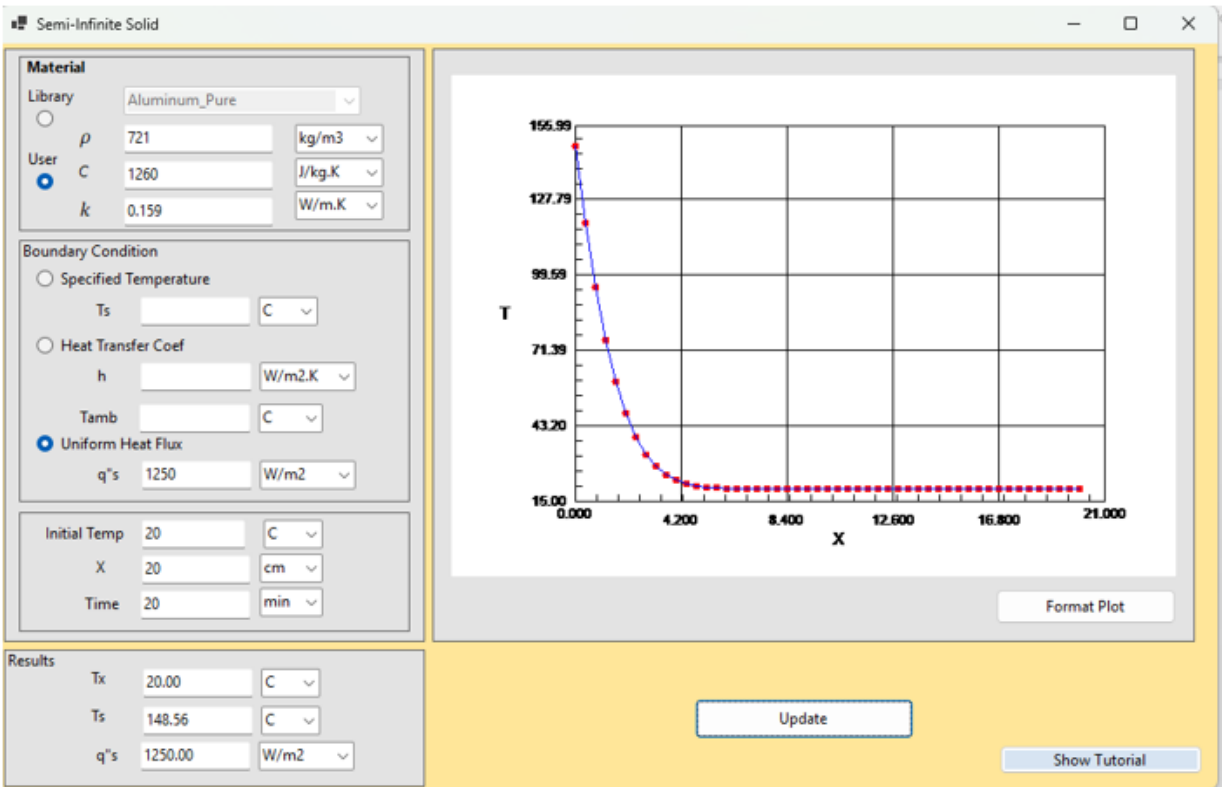 Semi-Infinite Solid
Material
Library
Aluminum_Pure
ρ 721 kg/m3
User
C 1260 J/kg.K
k 0.159 W/m.K
Boundary Condition
Specified Temperature
Ts C
Heat Transfer Coef
h W/m2.K
Tamb C
Uniform Heat Flux
q"s 1250 W/m2
Initial Temp 20 C
X 20 cm
Time 20 min
Results
Tx 20.00 C
Ts 148.56 C
q"s 1250.00 W/m2
155.99
127.79
99.59
T
71.39
43.20
15.00
0.000 4.200 8.400 12.600 16.800 21.000
X
Format Plot
Update
Show Tutorial